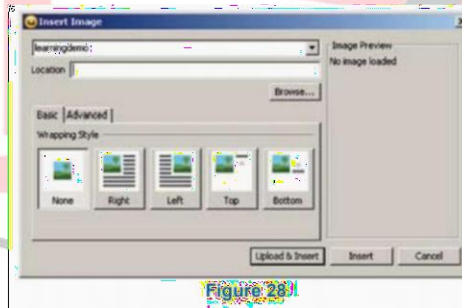 Insert Image
learningdemo
Image Preview
No image loaded
Location
Browse...
Basic
Advanced
Wrapping Style
None
Right
Left
Top
Bottom
Upload & Insert
Insert
Cancel
Figure 28